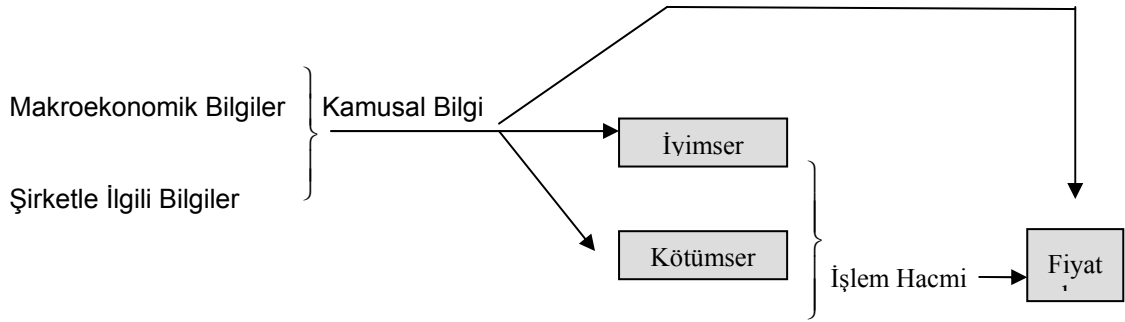 Makroekonomik Bilgiler
Kamusal Bilgi
Şirketle İlgili Bilgiler
İyimser
Kötümser
İşlem Hacmi
Fiyat